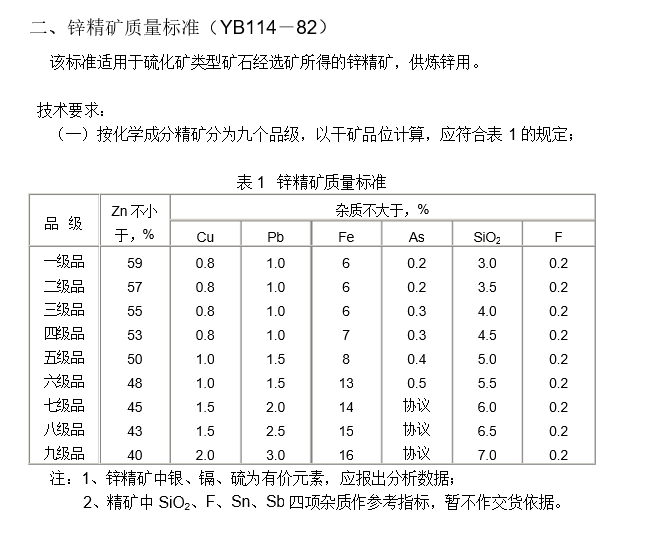 二、锌精矿质量标准（YB114－82）
该标准适用于硫化矿类型矿石经选矿所得的锌精矿，供炼锌用。
技术要求：
（一）按化学成分精矿分为九个品级，以干矿品位计算，应符合表 1 的规定；
表 1 锌精矿质量标准
品 级 Zn 不小于，% 杂质不大于，%
Cu Pb Fe As SiO₂ F
一级品 59 0.8 1.0 6 0.2 3.0 0.2
二级品 57 0.8 1.0 6 0.2 3.5 0.2
三级品 55 0.8 1.0 6 0.3 4.0 0.2
四级品 53 0.8 1.0 7 0.3 4.5 0.2
五级品 50 1.0 1.5 8 0.4 5.0 0.2
六级品 48 1.0 1.5 13 0.5 5.5 0.2
七级品 45 1.5 2.0 14 协议 6.0 0.2
八级品 43 1.5 2.5 15 协议 6.5 0.2
九级品 40 2.0 3.0 16 协议 7.0 0.2
注：1、锌精矿中银、镉、硫为有价元素，应报出分析数据；
2、精矿中 SiO₂、F、Sn、Sb 四项杂质作参考指标，暂不作交货依据。